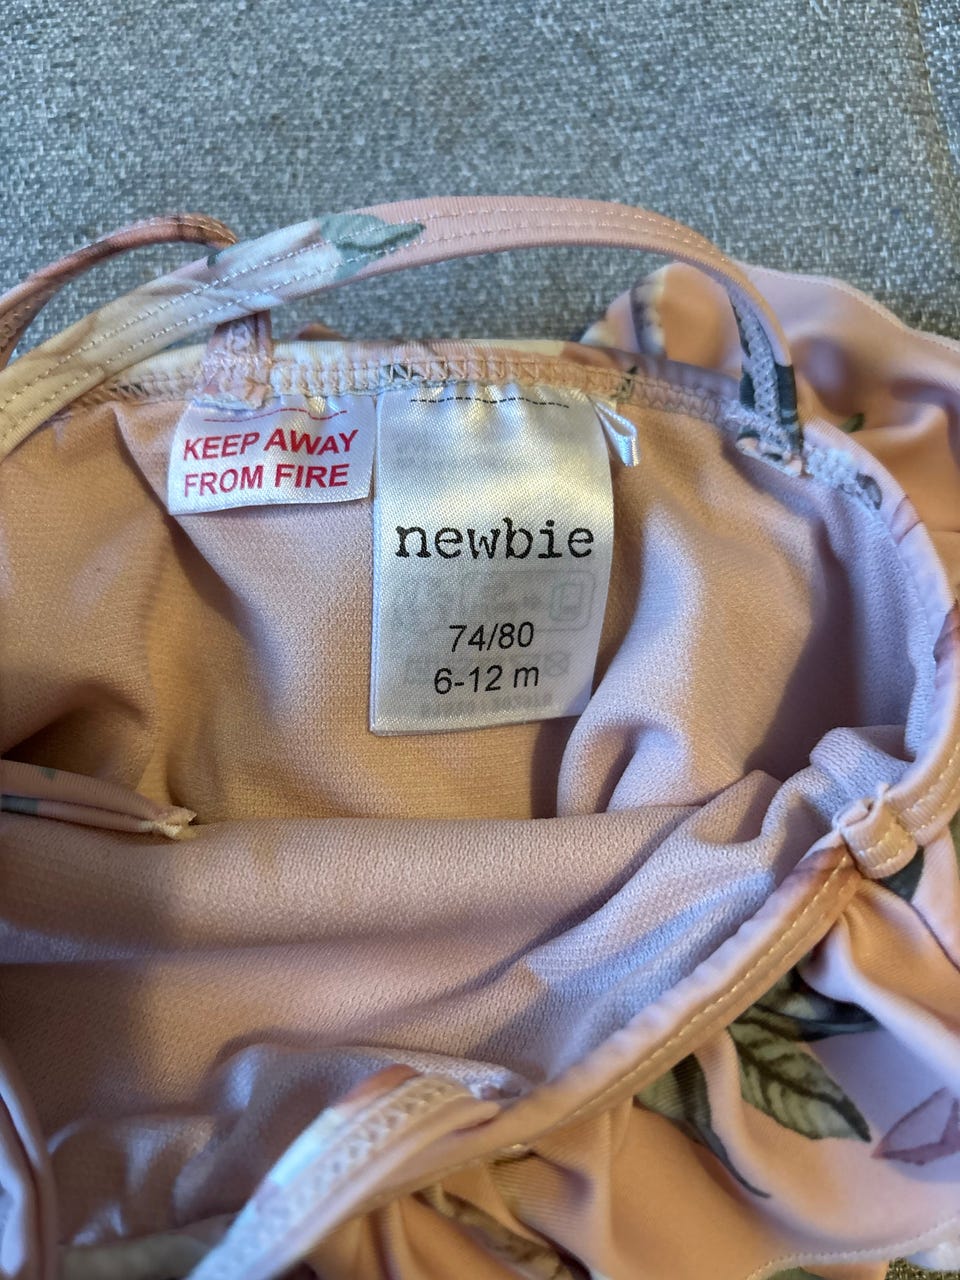 KEEP AWAY
FROM FIRE
newbie
74/80
6-12 m